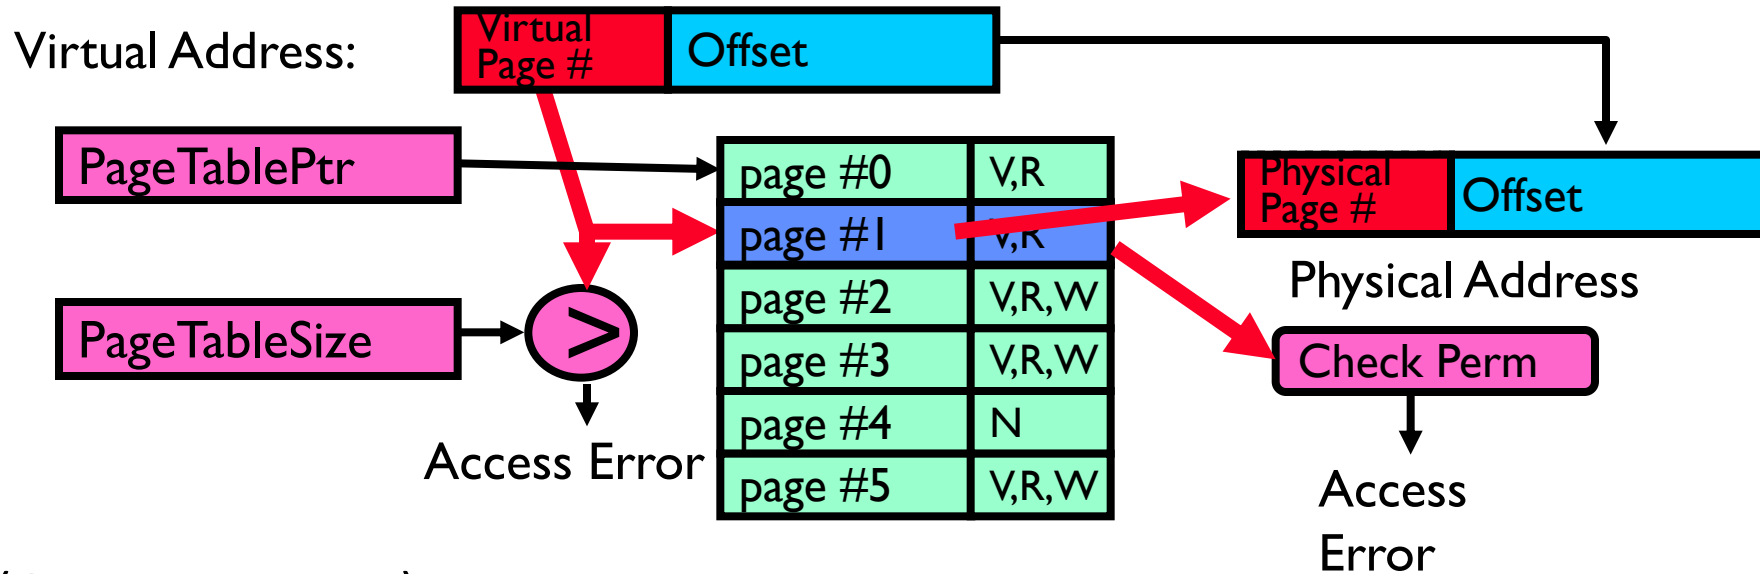 Virtual Address:
Virtual
Page #
Offset
PageTablePtr
page #0 V,R
Physical
Page #
Offset
page #1 V,R
Physical Address
page #2 V,R,W
PageTableSize
>
page #3 V,R,W
Check Perm
page #4 N
Access Error
page #5 V,R,W
Access
Error